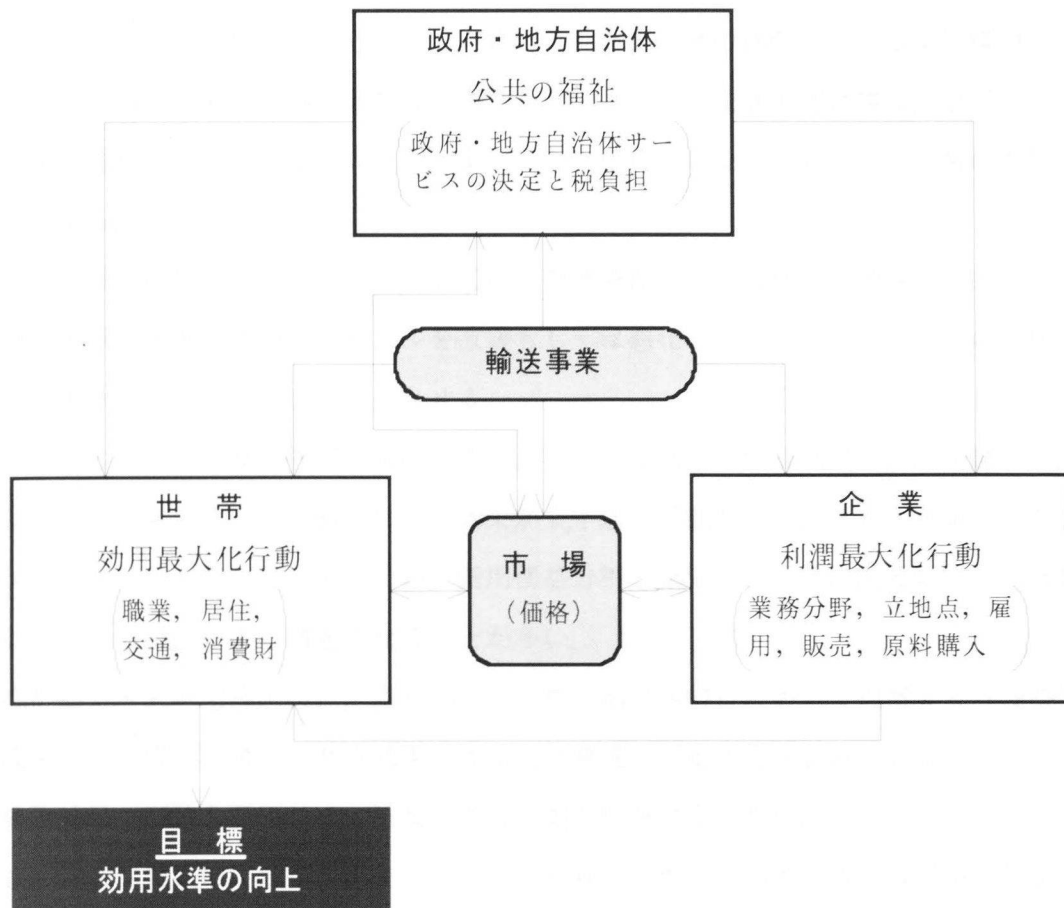 政府・地方自治体
公共の福祉
政府・地方自治体サー
ビスの決定と税負担
輸送事業
世　帯
効用最大化行動
職業，居住，
交通，消費財
市　場
（価格）
企　業
利潤最大化行動
業務分野，立地点，雇
用，販売，原料購入
目　標
効用水準の向上